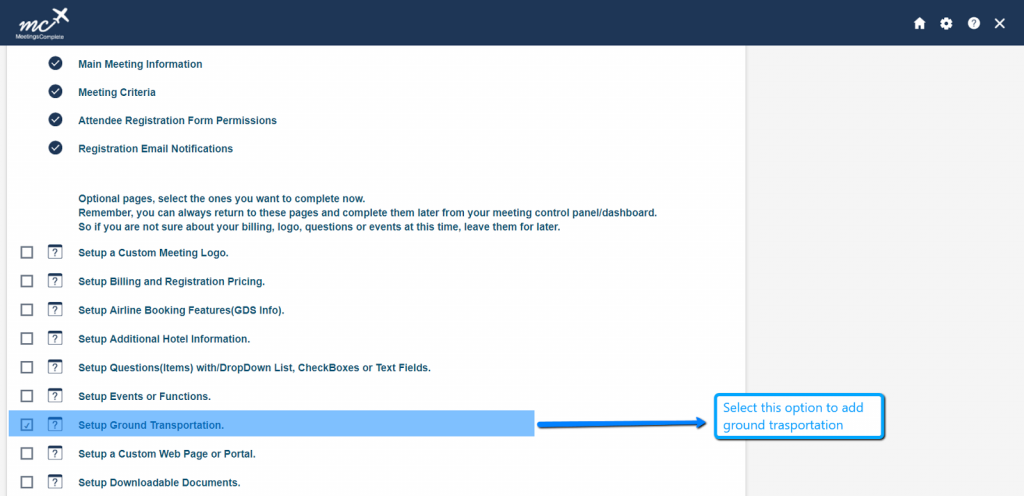 mc
MeetingsComplete
Main Meeting Information
Meeting Criteria
Attendee Registration Form Permissions
Registration Email Notifications
Optional pages, select the ones you want to complete now.
Remember, you can always return to these pages and complete them later from your meeting control panel/dashboard.
So if you are not sure about your billing, logo, questions or events at this time, leave them for later.
Setup a Custom Meeting Logo.
Setup Billing and Registration Pricing.
Setup Airline Booking Features(GDS Info).
Setup Additional Hotel Information.
Setup Questions(Items) with/DropDown List, CheckBoxes or Text Fields.
Setup Events or Functions.
Setup Ground Transportation.
Select this option to add
ground trasportation
Setup a Custom Web Page or Portal.
Setup Downloadable Documents.